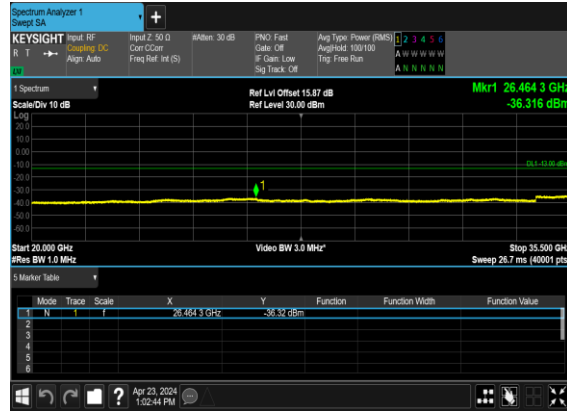 Spectrum Analyzer 1
Swept SA
+
KEYSIGHT Input: RF Input Z: 50 Ω #Atten: 30 dB PNO: Fast Avg Type: Power (RMS) 1 2 3 4 5 6
R T Coupling: DC Corr CCorr Gate: Off Avg|Hold: 100/100 A W W W W W
Align: Auto Freq Ref: Int (S) IF Gain: Low Trig: Free Run
Sig Track: Off A N N N N N
1 Spectrum Ref Lvl Offset 15.87 dB Mkr1 26.464 3 GHz
Scale/Div 10 dB Ref Level 30.00 dBm -36.316 dBm
Log
20.0
10.0
0.00
-10.0
DL1 -13.00 dBm
-20.0
-30.0
1
-40.0
-50.0
-60.0
Start 20.000 GHz Video BW 3.0 MHz* Stop 35.500 GHz
#Res BW 1.0 MHz Sweep 26.7 ms (40001 pts)
5 Marker Table
Mode Trace Scale X Y Function Function Width Function Value
1 N 1 f 26.464 3 GHz -36.32 dBm
2
3
4
5
6
? Apr 23, 2024
1:02:44 PM